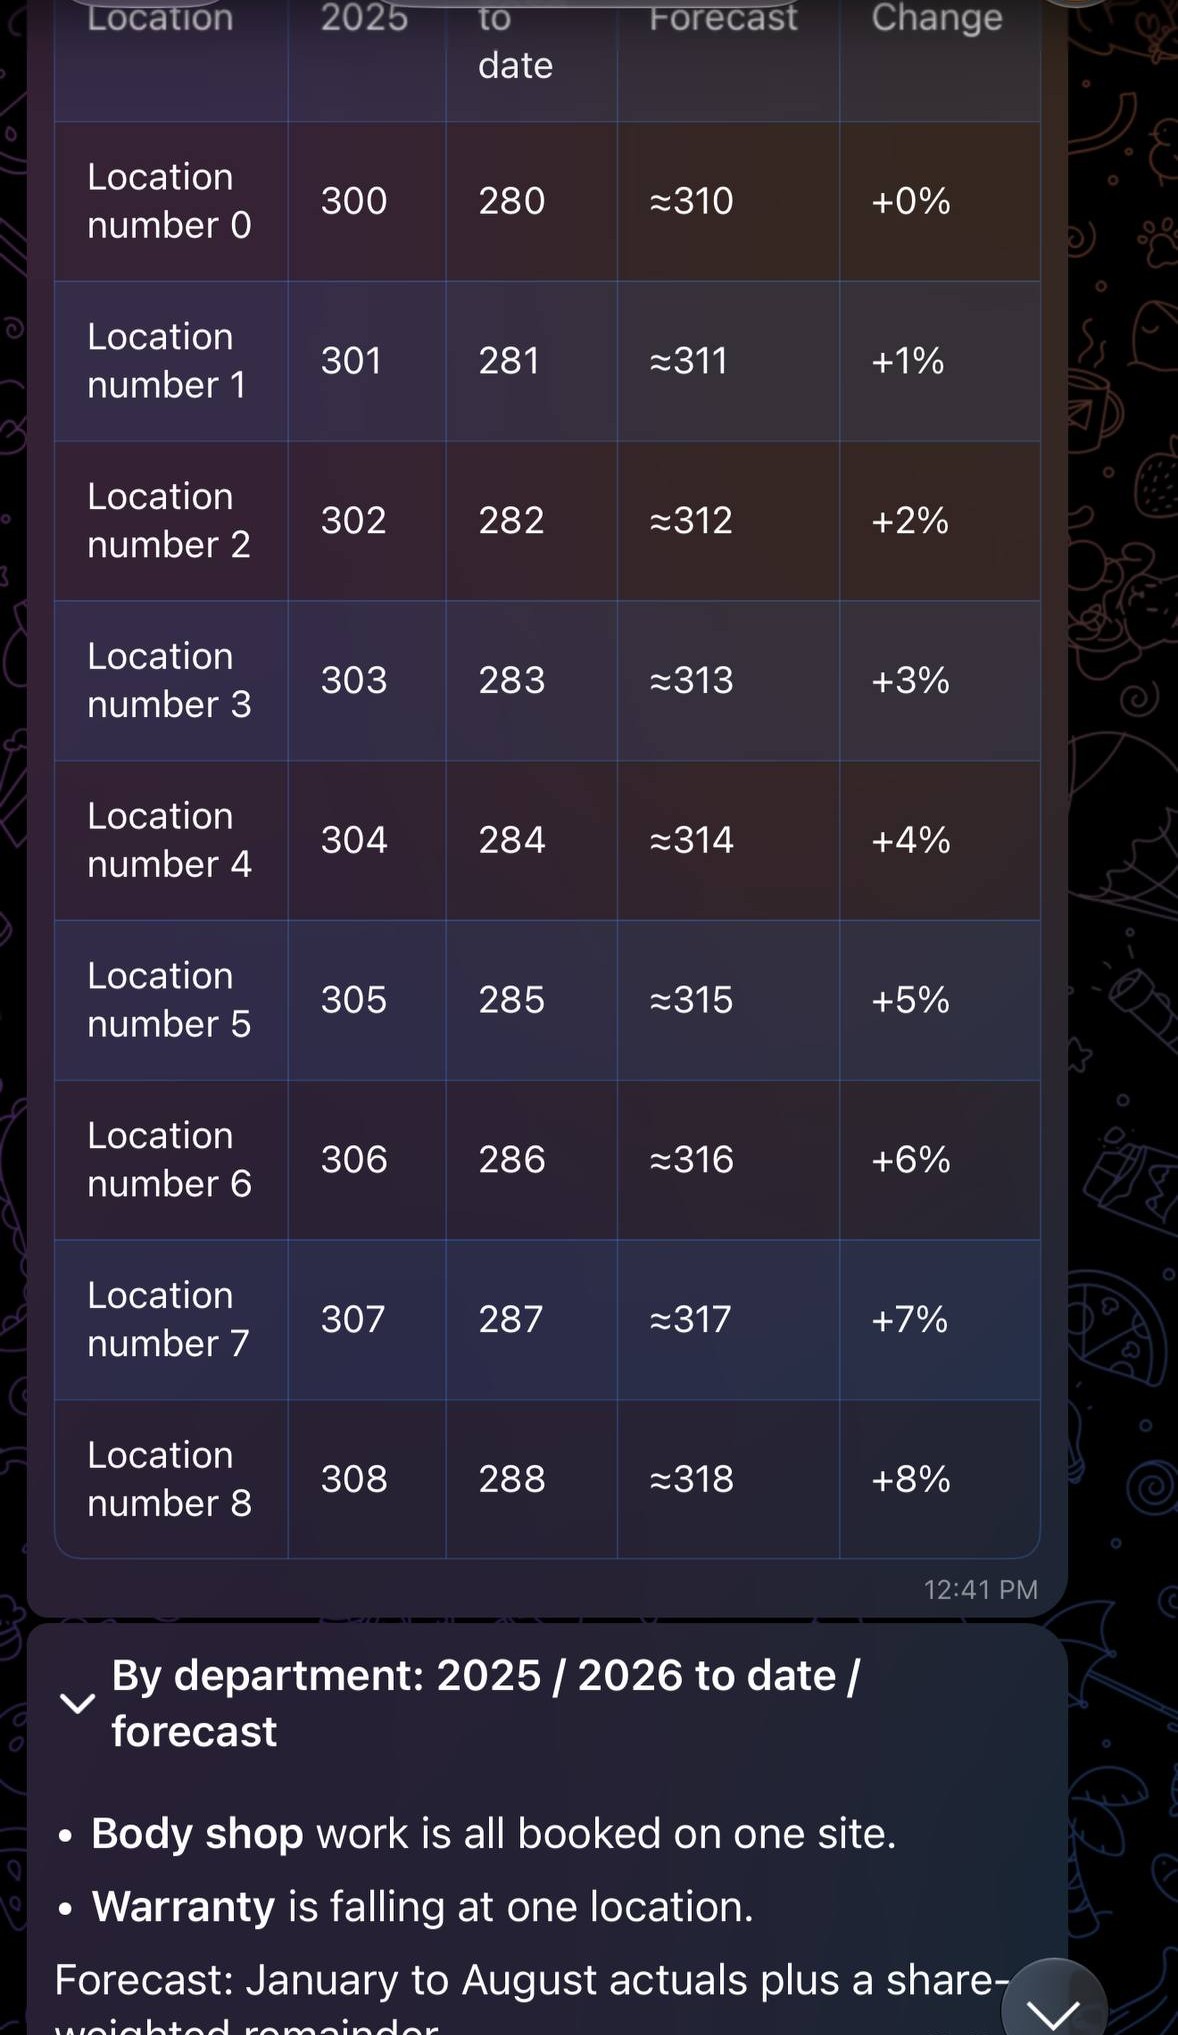 Location 2025 to Forecast Change
date
Location
number 0 300 280 ≈310 +0%
Location
number 1 301 281 ≈311 +1%
Location
number 2 302 282 ≈312 +2%
Location
number 3 303 283 ≈313 +3%
Location
number 4 304 284 ≈314 +4%
Location
number 5 305 285 ≈315 +5%
Location
number 6 306 286 ≈316 +6%
Location
number 7 307 287 ≈317 +7%
Location
number 8 308 288 ≈318 +8%
12:41 PM
By department: 2025 / 2026 to date /
forecast
• Body shop work is all booked on one site.
• Warranty is falling at one location.
Forecast: January to August actuals plus a share-
weighted remainder